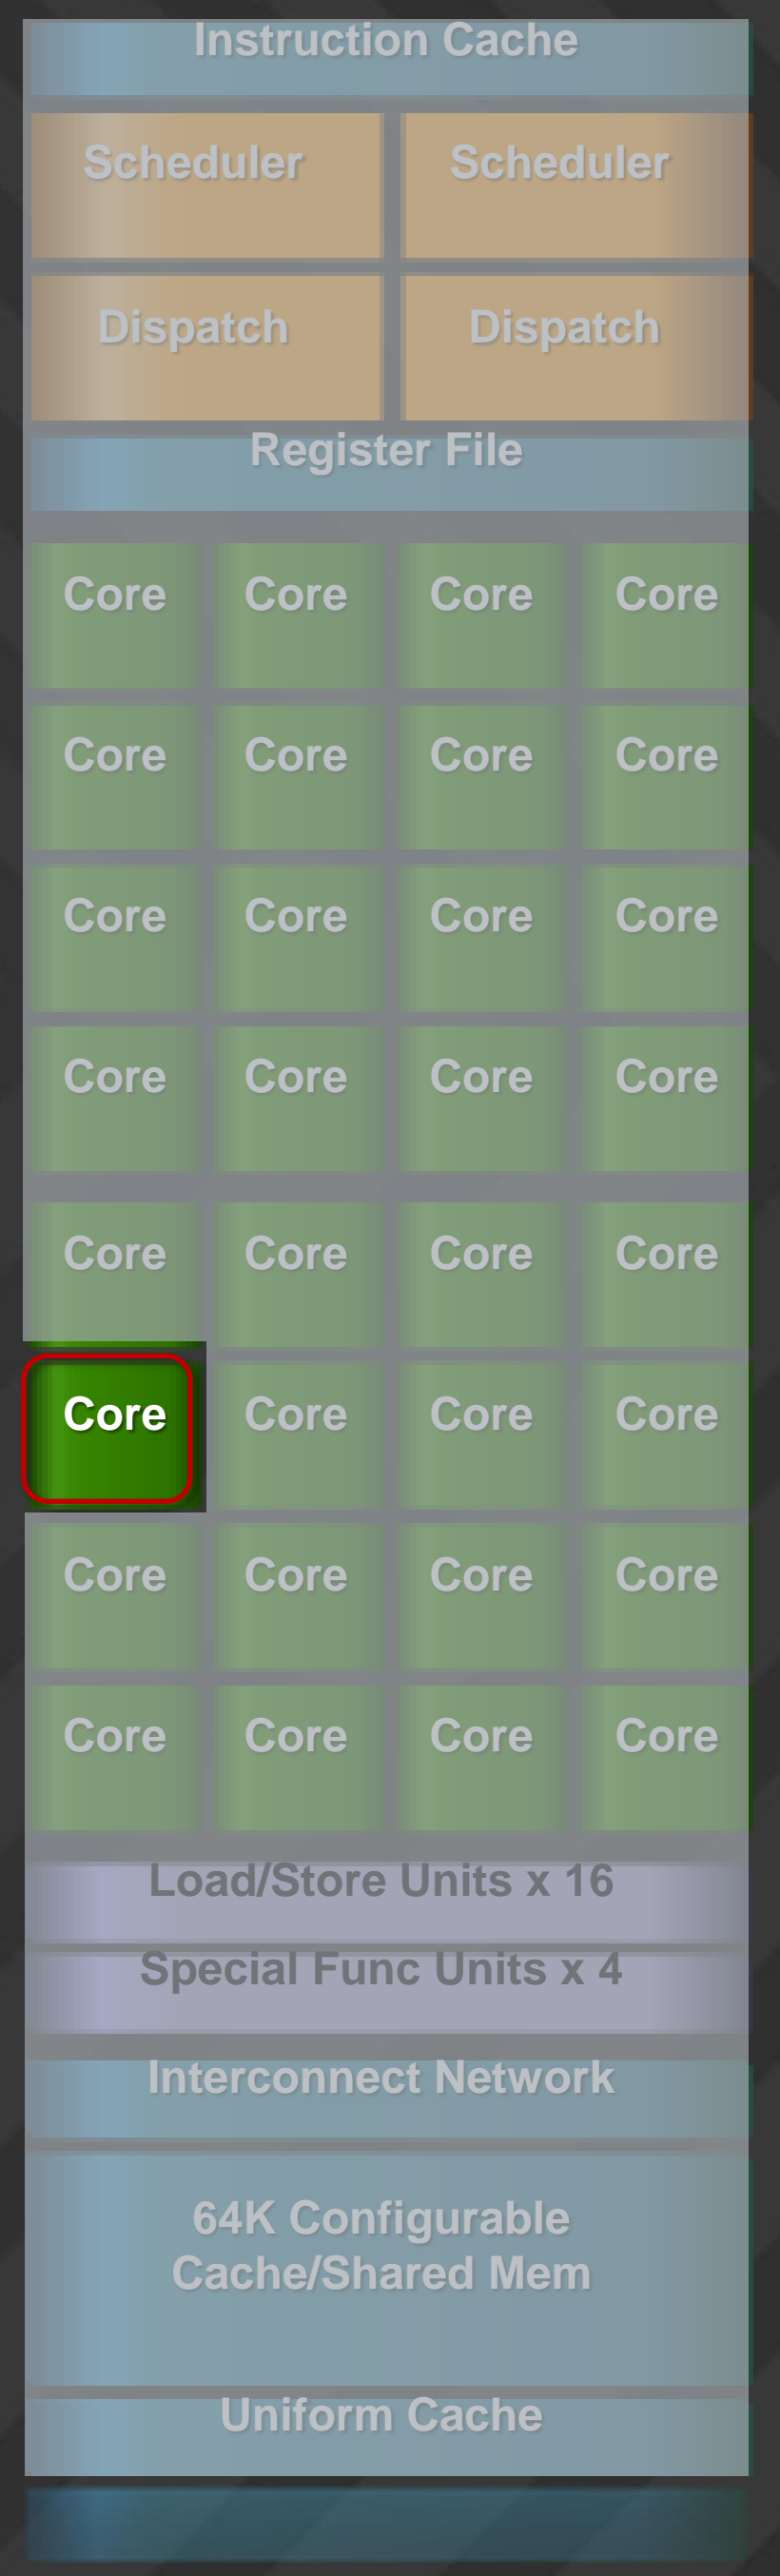 Instruction Cache
Scheduler Scheduler
Dispatch Dispatch
Register File
Core Core Core Core
Core Core Core Core
Core Core Core Core
Core Core Core Core
Core Core Core Core
Core Core Core Core
Core Core Core Core
Core Core Core Core
Load/Store Units x 16
Special Func Units x 4
Interconnect Network
64K Configurable
Cache/Shared Mem
Uniform Cache